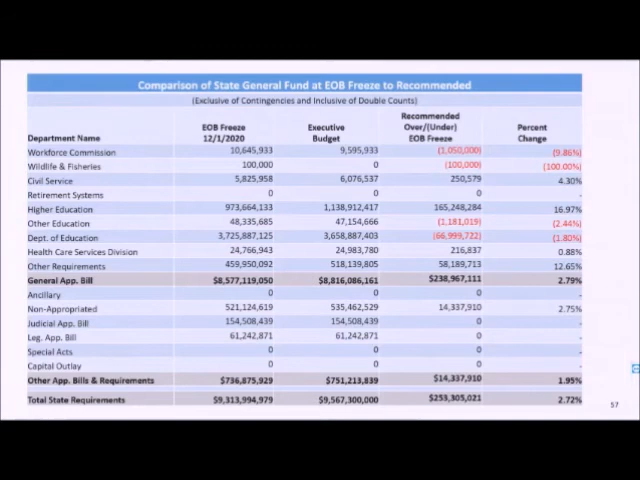 Comparison of State General Fund at EOB Freeze to Recommended
(Exclusive of Contingencies and Inclusive of Double Counts)
Department Name EOB Freeze 12/1/2020 Executive Budget Recommended Over/(Under) EOB Freeze Percent Change
Workforce Commission 10,645,933 9,595,933 (1,050,000) (9.86%)
Wildlife & Fisheries 100,000 0 (100,000) (100.00%)
Civil Service 5,825,958 6,076,537 250,579 4.30%
Retirement Systems 0 0 0 -
Higher Education 973,664,133 1,138,912,417 165,248,284 16.97%
Other Education 48,335,685 47,154,666 (1,181,019) (2.44%)
Dept. of Education 3,725,887,125 3,658,887,403 (66,999,722) (1.80%)
Health Care Services Division 24,766,943 24,983,780 216,837 0.88%
Other Requirements 459,950,092 518,139,805 58,189,713 12.65%
General App. Bill $8,577,119,050 $8,816,086,161 $238,967,111 2.79%
Ancillary 0 0 0 -
Non-Appropriated 521,124,619 535,462,529 14,337,910 2.75%
Judicial App. Bill 154,508,439 154,508,439 0 -
Leg. App. Bill 61,242,871 61,242,871 0 -
Special Acts 0 0 0 -
Capital Outlay 0 0 0 -
Other App. Bills & Requirements $736,875,929 $751,213,839 $14,337,910 1.95%
Total State Requirements $9,313,994,979 $9,567,300,000 $253,305,021 2.72%
57